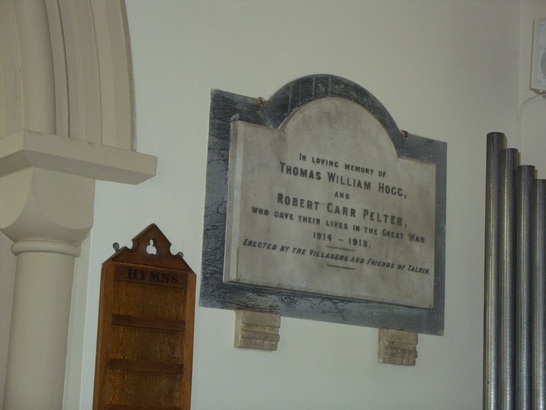 IN LOVING MEMORY OF
THOMAS WILLIAM HOGG,
AND
ROBERT CARR PELTER,
WHO GAVE THEIR LIVES IN THE GREAT WAR
1914 - 1919.
ERECTED BY THE VILLAGERS AND FRIENDS OF TALKIN.
HYMNS